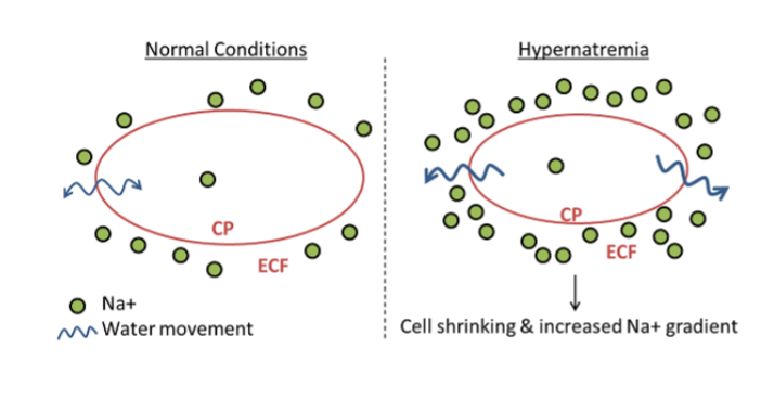 Normal Conditions
CP
ECF
Na+
Water movement
Hypernatremia
CP
ECF
Cell shrinking & increased Na+ gradient